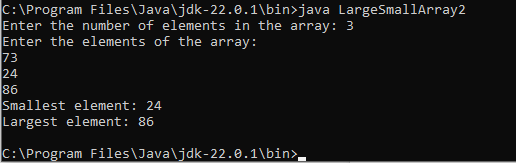 C:\Program Files\Java\jdk-22.0.1\bin>java LargeSmallArray2
Enter the number of elements in the array: 3
Enter the elements of the array:
73
24
86
Smallest element: 24
Largest element: 86
C:\Program Files\Java\jdk-22.0.1\bin>